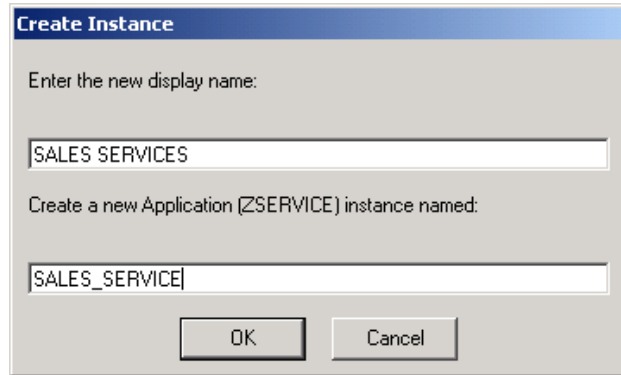 Create Instance
Enter the new display name:
SALES SERVICES
Create a new Application (ZSERVICE) instance named:
SALES_SERVICE
OK Cancel